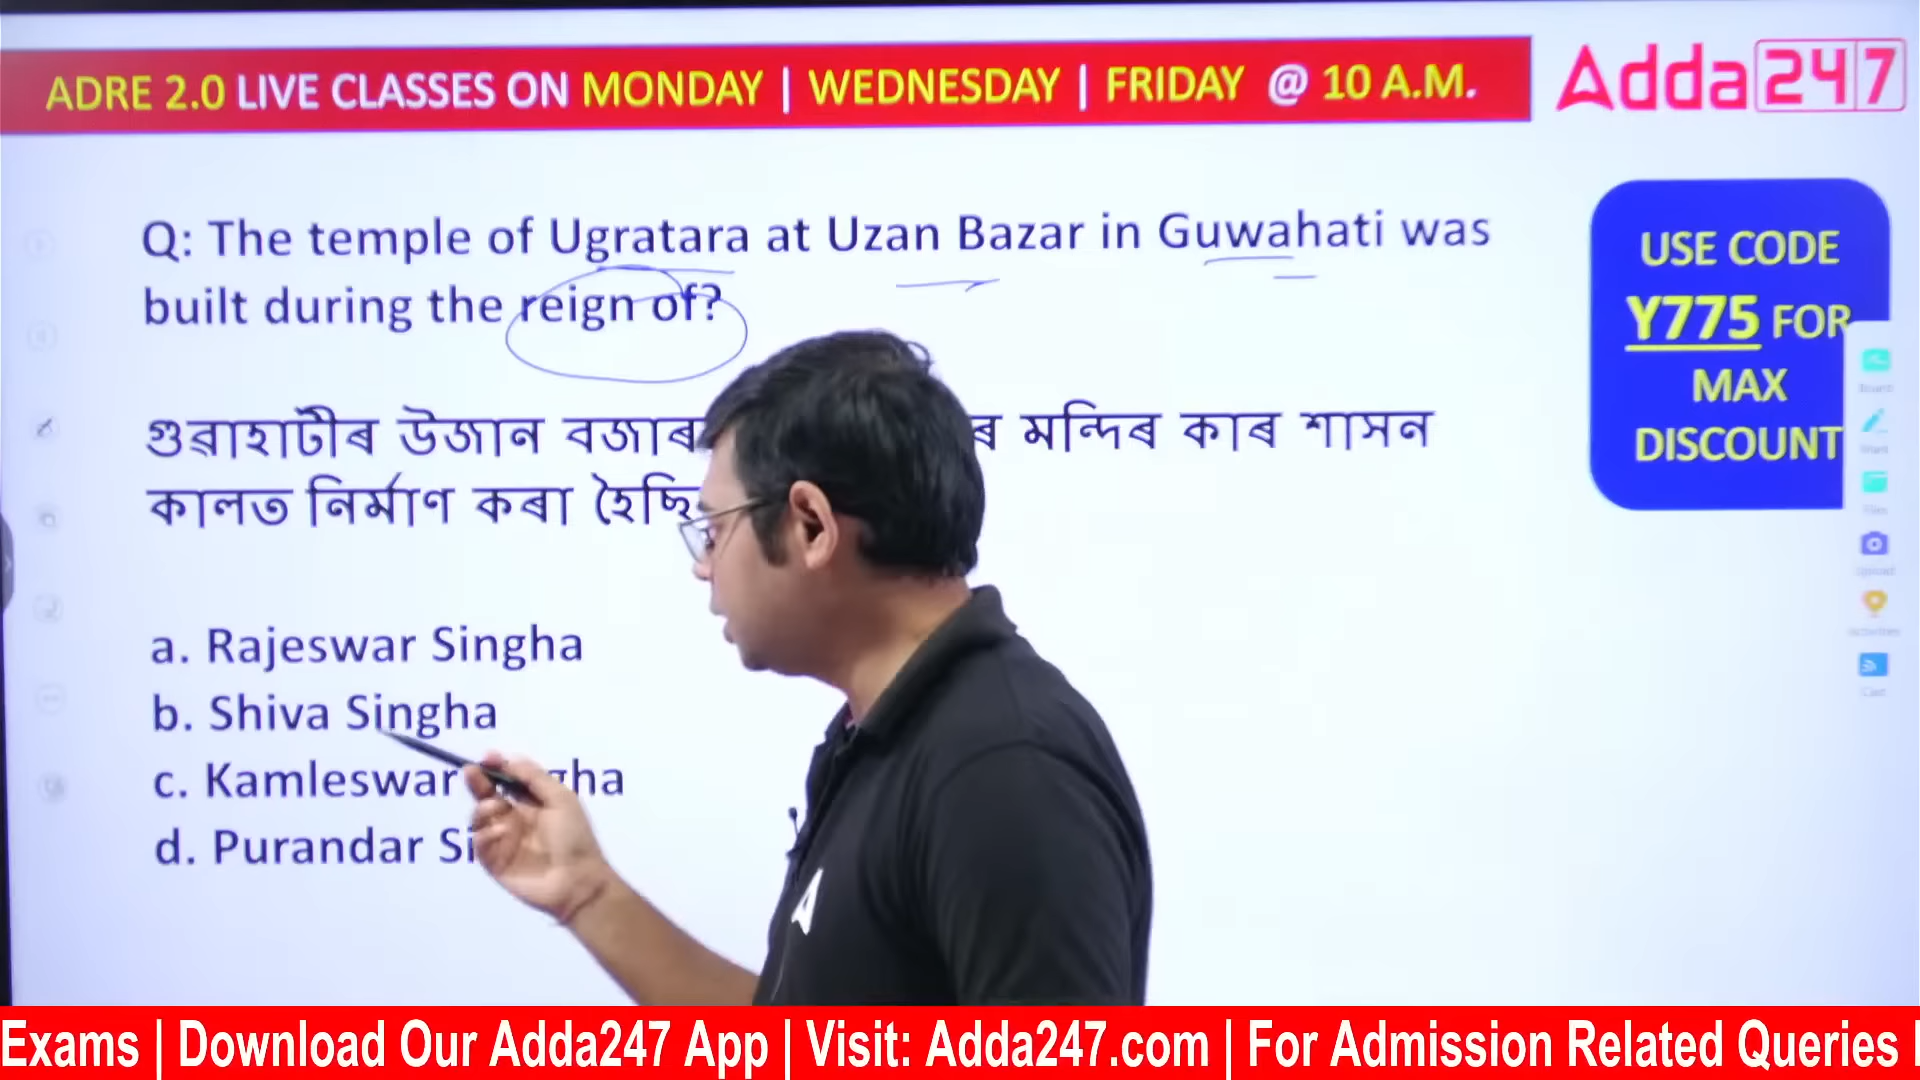 ADRE 2.0 LIVE CLASSES ON MONDAY | WEDNESDAY | FRIDAY @ 10 A.M.
Adda247
Q: The temple of Ugratara at Uzan Bazar in Guwahati was
built during the reign of?
গুৱাহাটীৰ উজান বজাৰ মন্দিৰ কাৰ শাসন
কালত নিৰ্মাণ কৰা
a. Rajeswar Singha
b. Shiva Singha
c. Kamleswar
d. Purandar
USE CODE
Y775 FOR
MAX
DISCOUNT
Exams | Download Our Adda247 App | Visit: Adda247.com | For Admission Related Queries